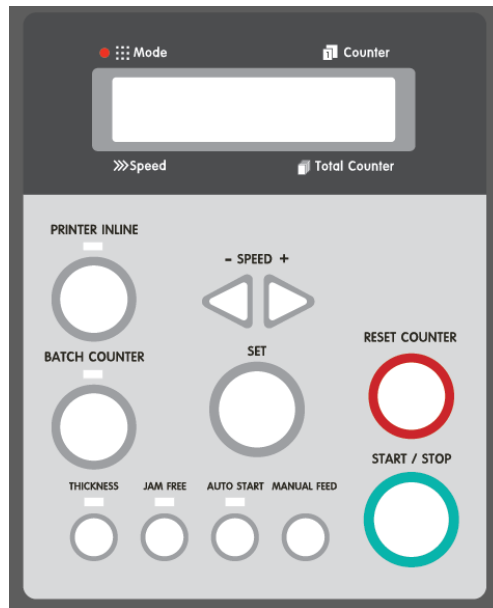 Mode
1 Counter
Speed
Total Counter
PRINTER INLINE
- SPEED +
RESET COUNTER
BATCH COUNTER
SET
START / STOP
THICKNESS
JAM FREE
AUTO START
MANUAL FEED